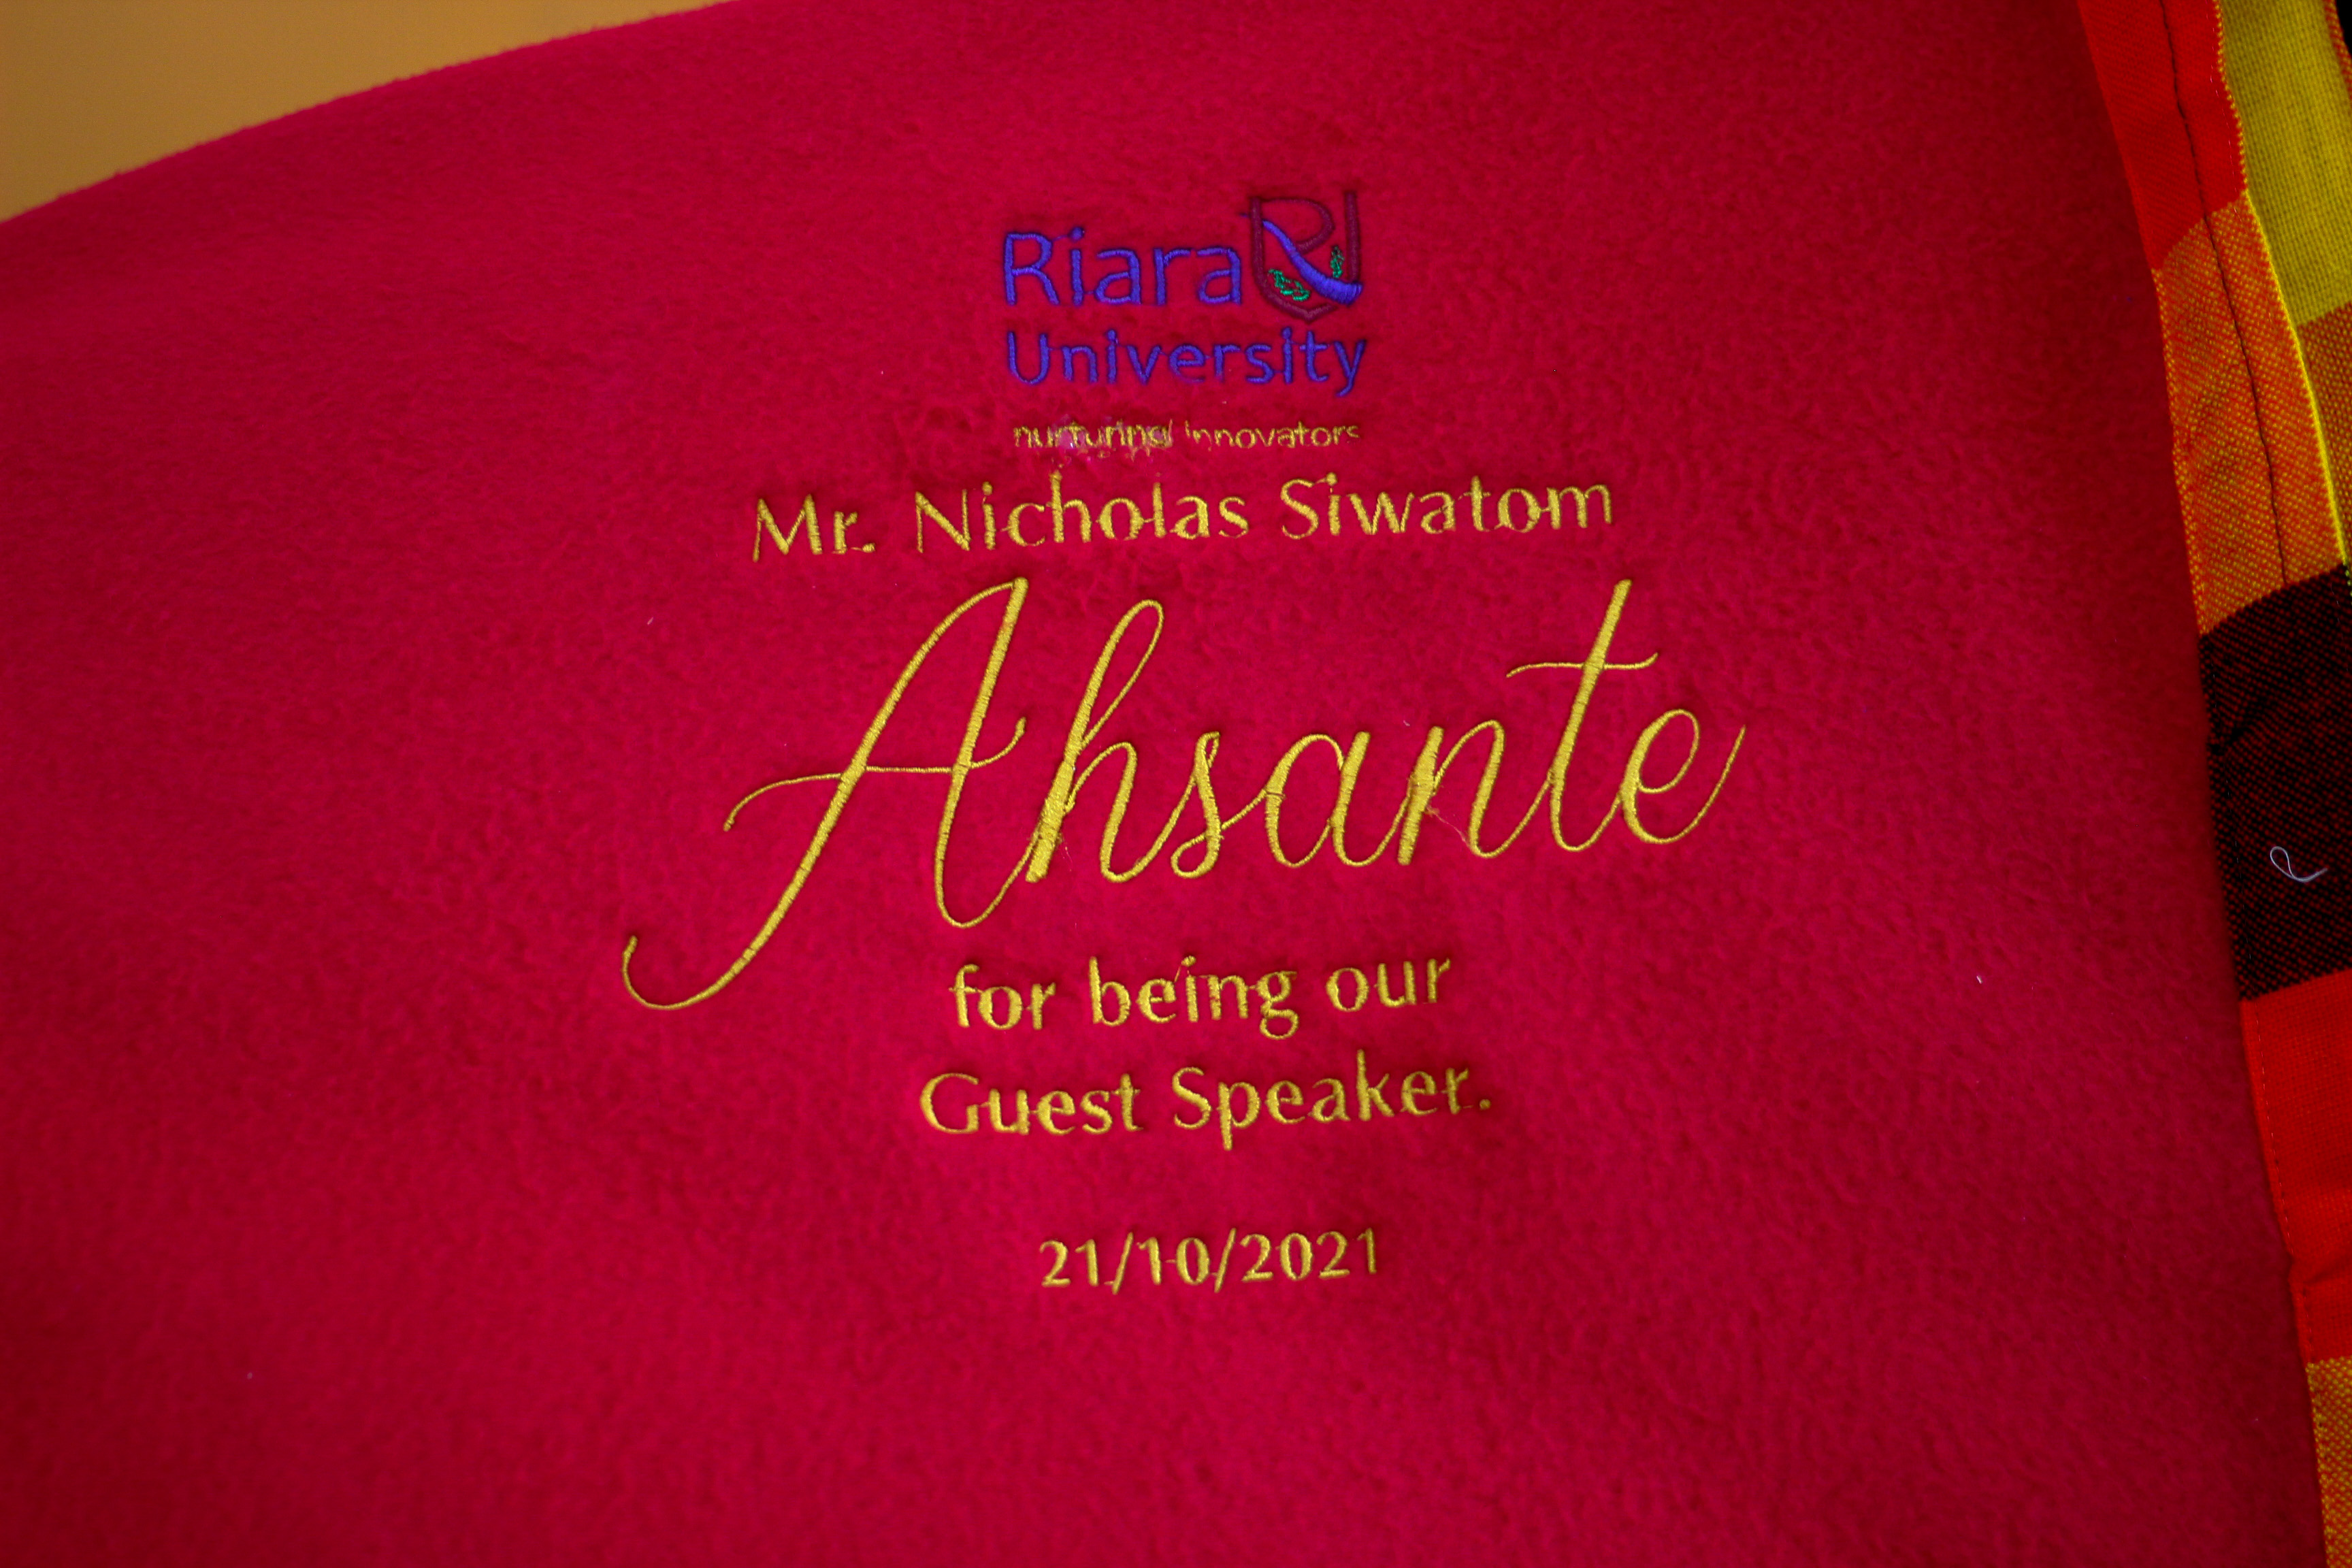 Riara
University
nurturing innovators
Mr. Nicholas Siwatom
Ahsante
for being our
Guest Speaker.
21/10/2021